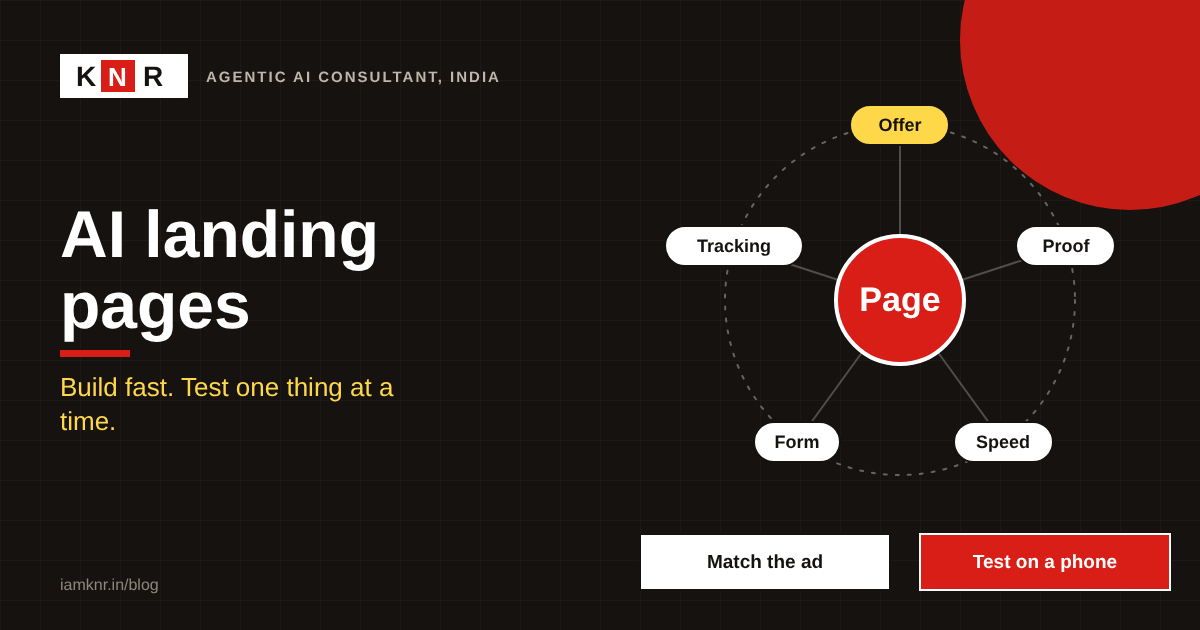 KNR
AGENTIC AI CONSULTANT, INDIA
AI landing
pages
Build fast. Test one thing at a
time.
Offer
Tracking
Proof
Page
Form
Speed
Match the ad
Test on a phone
iamknr.in/blog